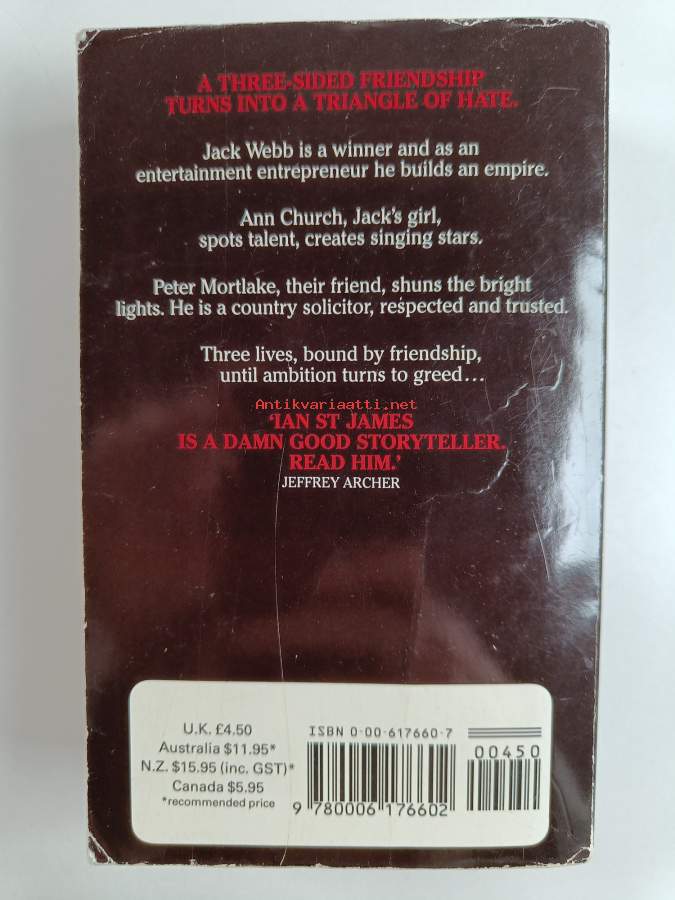 A THREE-SIDED FRIENDSHIP
TURNS INTO A TRIANGLE OF HATE.
Jack Webb is a winner and as an
entertainment entrepreneur he builds an empire.
Ann Church, Jack's girl,
spots talent, creates singing stars.
Peter Mortlake, their friend, shuns the bright
lights. He is a country solicitor, respected and trusted.
Three lives, bound by friendship,
until ambition turns to greed...
Antikvariaatti.net
'IAN ST JAMES
IS A DAMN GOOD STORYTELLER.
READ HIM.'
JEFFREY ARCHER
U.K. £4.50
Australia $11.95*
N.Z. $15.95 (inc. GST)*
Canada $5.95
*recommended price
ISBN 0-00-617660-7
00450
9 780006 176602